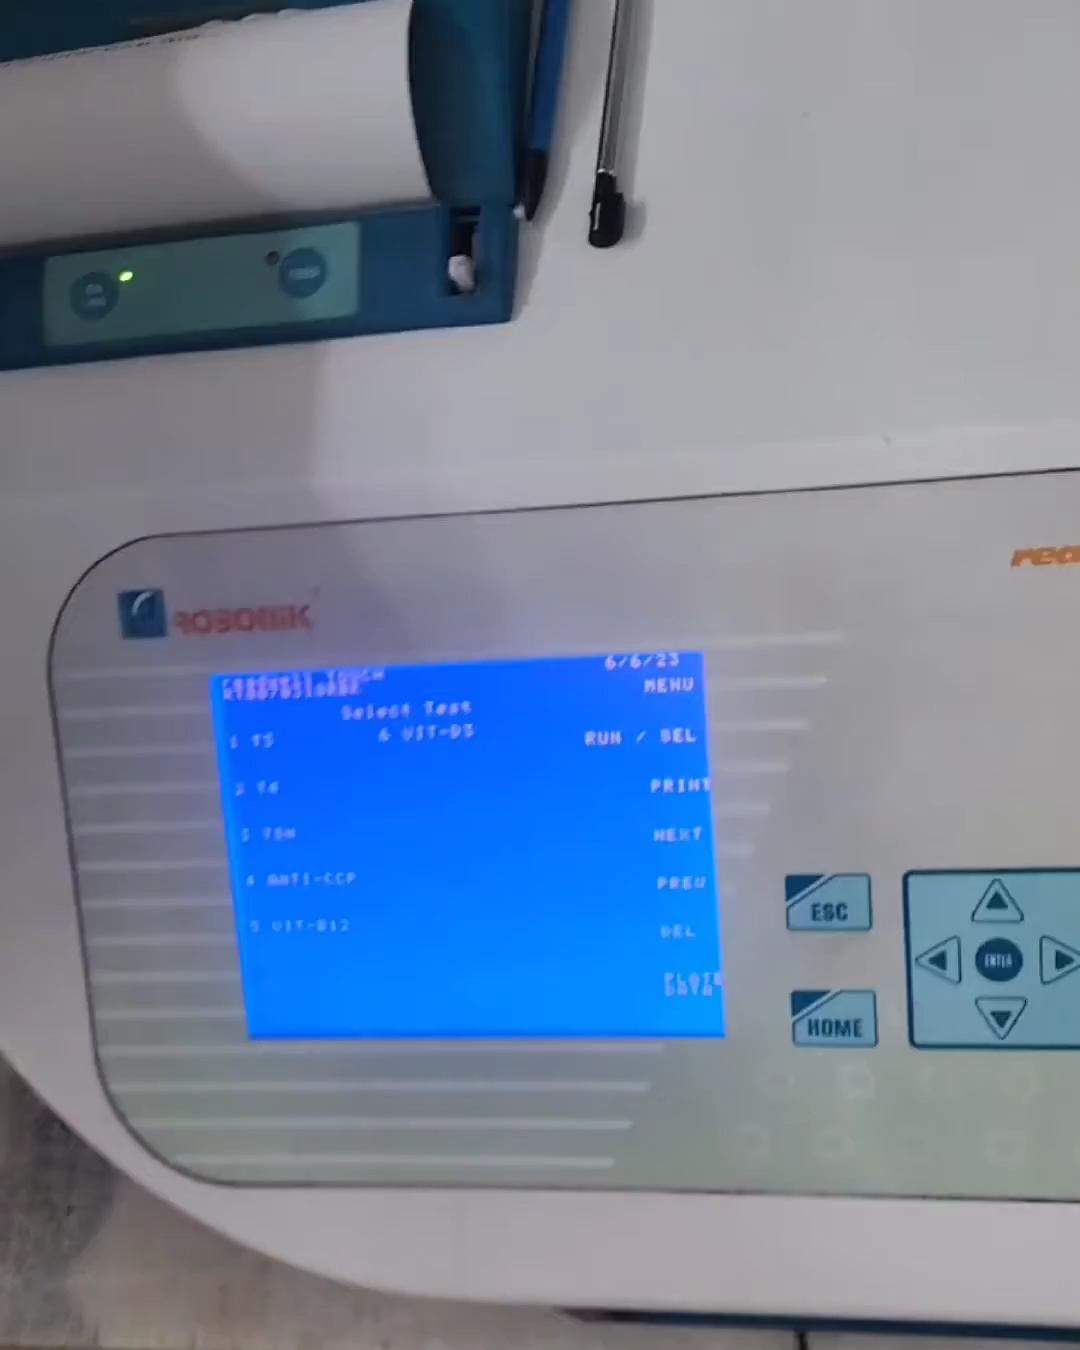 ROBONIK
6/6/23
MENU
Select Test
1 T3
6 VIT-D3
RUN / SEL
2 T4
PRINT
3 TSH
NEXT
4 ANTI-CCP
PREV
5 VIT-B12
DEL
ESC
ENTER
HOME